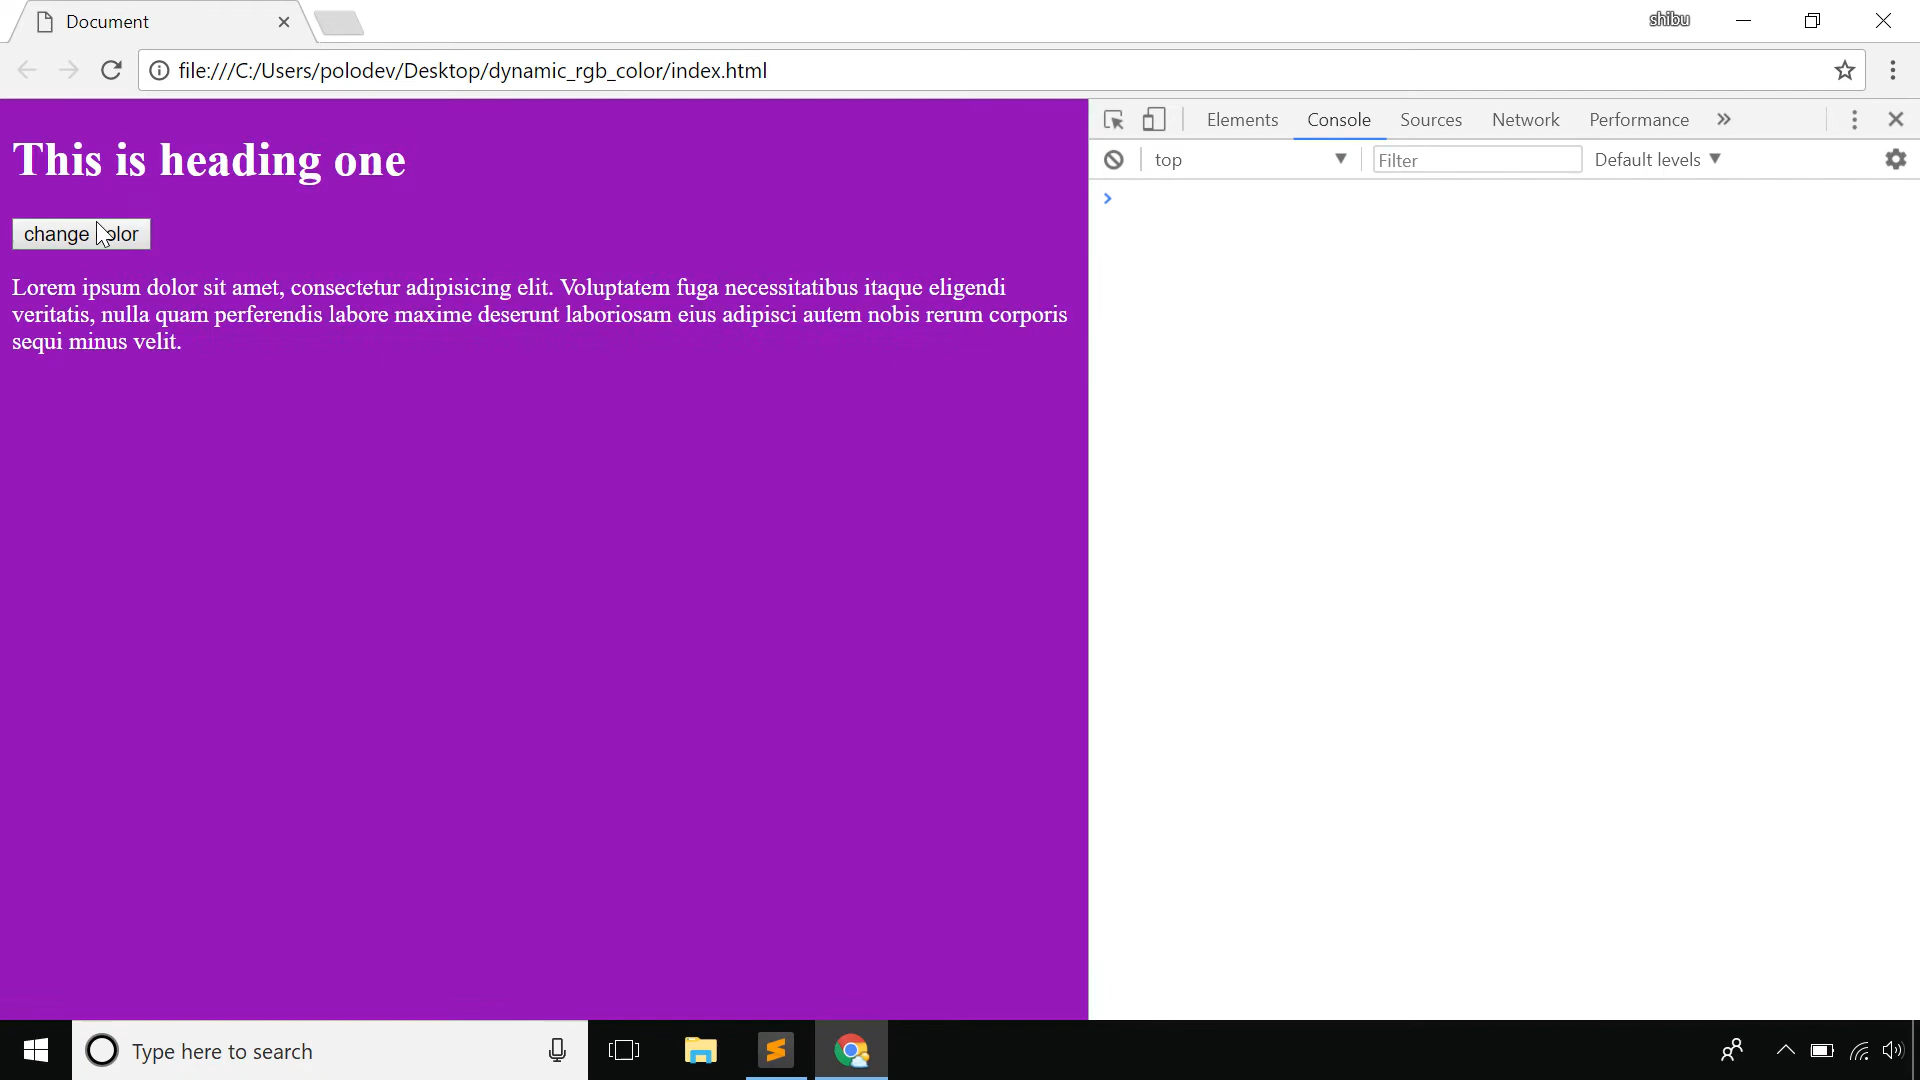 Document
shibu
file:///C:/Users/polodev/Desktop/dynamic_rgb_color/index.html
Elements Console Sources Network Performance »
top
Filter
Default levels
This is heading one
change olor
Lorem ipsum dolor sit amet, consectetur adipisicing elit. Voluptatem fuga necessitatibus itaque eligendi
veritatis, nulla quam perferendis labore maxime deserunt laboriosam eius adipisci autem nobis rerum corporis
sequi minus velit.
Type here to search